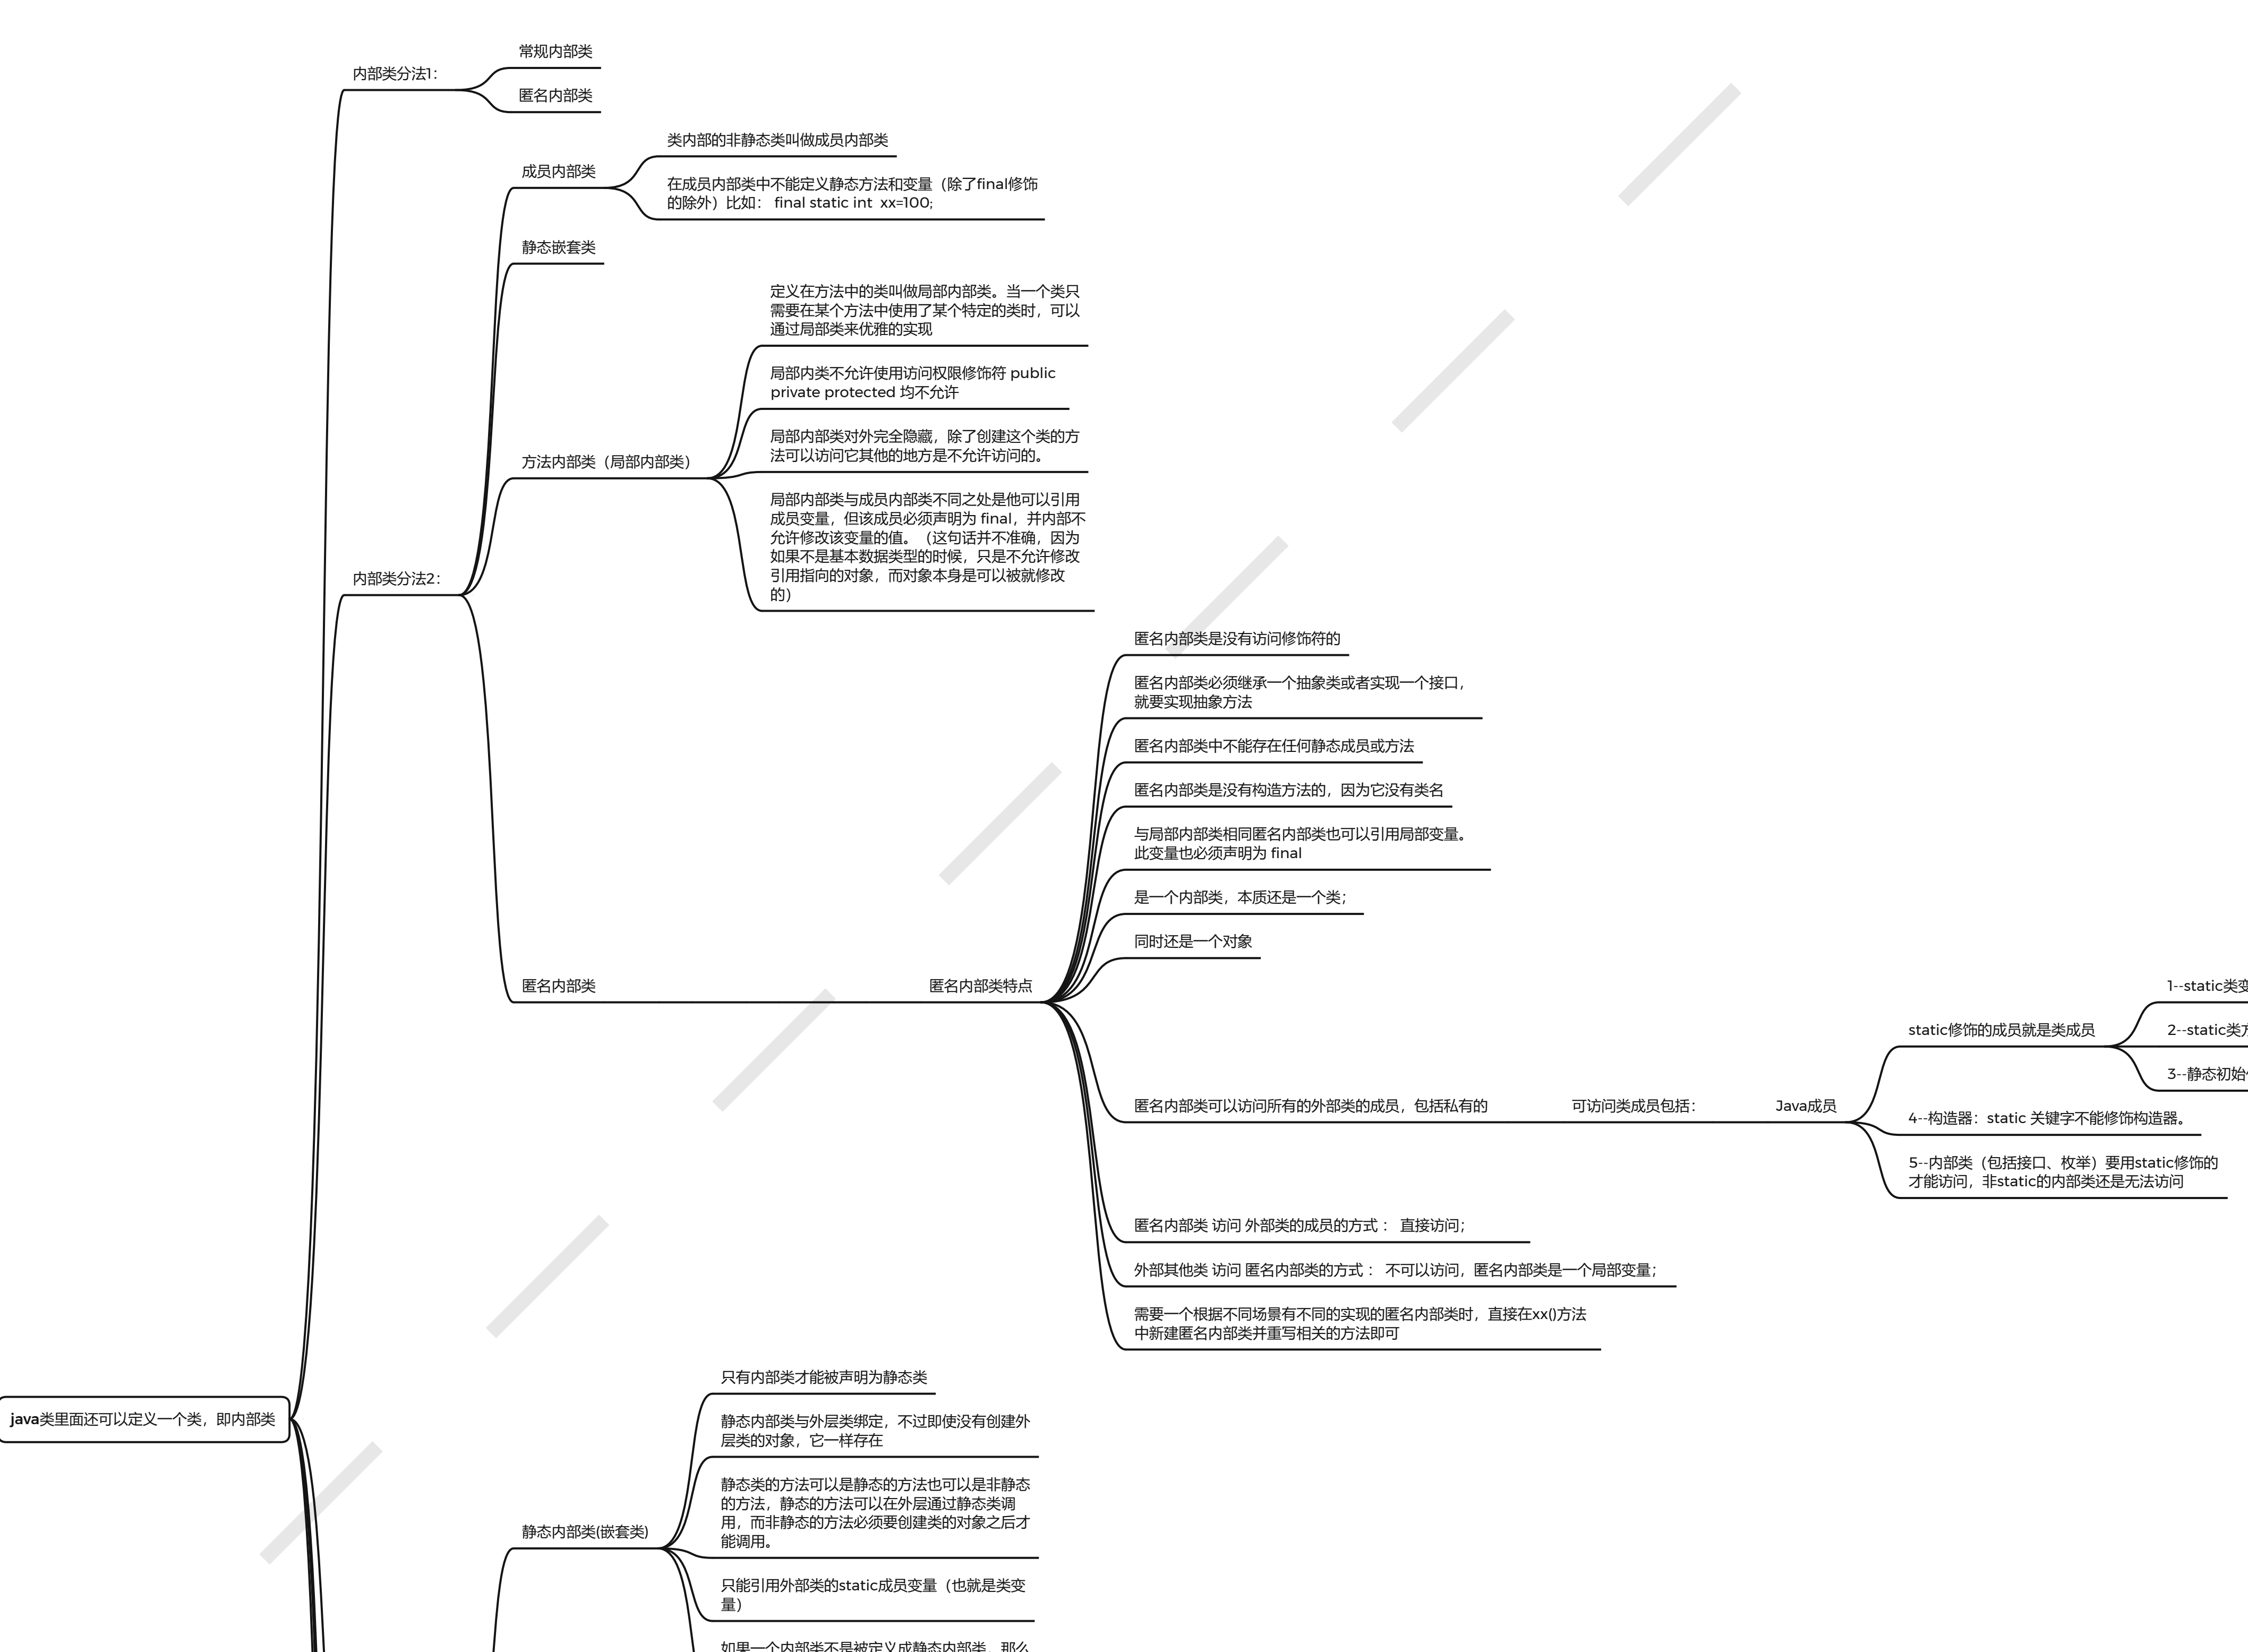 常规内部类
内部类分法1：
匿名内部类
类内部的非静态类叫做成员内部类
成员内部类
在成员内部类中不能定义静态方法和变量（除了final修饰
的除外）比如： final static int  xx=100;
静态嵌套类
定义在方法中的类叫做局部内部类。当一个类只
需要在某个方法中使用了某个特定的类时，可以
通过局部类来优雅的实现
局部内类不允许使用访问权限修饰符 public
private protected 均不允许
方法内部类（局部内部类）
局部内部类对外完全隐藏，除了创建这个类的方
法可以访问它其他的地方是不允许访问的。
局部内部类与成员内部类不同之处是他可以引用
成员变量，但该成员必须声明为 final，并内部不
允许修改该变量的值。（这句话并不准确，因为
如果不是基本数据类型的时候，只是不允许修改
引用指向的对象，而对象本身是可以被就修改
的）
内部类分法2：
匿名内部类是没有访问修饰符的
匿名内部类必须继承一个抽象类或者实现一个接口，
就要实现抽象方法
匿名内部类中不能存在任何静态成员或方法
匿名内部类是没有构造方法的，因为它没有类名
与局部内部类相同匿名内部类也可以引用局部变量。
此变量也必须声明为 final
是一个内部类，本质还是一个类；
同时还是一个对象
匿名内部类
匿名内部类特点
匿名内部类可以访问所有的外部类的成员，包括私有的
可访问类成员包括：
Java成员
static修饰的成员就是类成员
1--static类变
2--static类方
3--静态初始
4--构造器：static 关键字不能修饰构造器。
5--内部类（包括接口、枚举）要用static修饰的
才能访问，非static的内部类还是无法访问
匿名内部类 访问 外部类的成员的方式 ： 直接访问；
外部其他类 访问 匿名内部类的方式 ： 不可以访问，匿名内部类是一个局部变量；
需要一个根据不同场景有不同的实现的匿名内部类时，直接在xx()方法
中新建匿名内部类并重写相关的方法即可
java类里面还可以定义一个类，即内部类
只有内部类才能被声明为静态类
静态内部类与外层类绑定，不过即使没有创建外
层类的对象，它一样存在
静态类的方法可以是静态的方法也可以是非静态
的方法，静态的方法可以在外层通过静态类调
用，而非静态的方法必须要创建类的对象之后才
能调用。
静态内部类(嵌套类)
只能引用外部类的static成员变量（也就是类变
量）
如果一个内部类不是被定义成静态内部类，那么